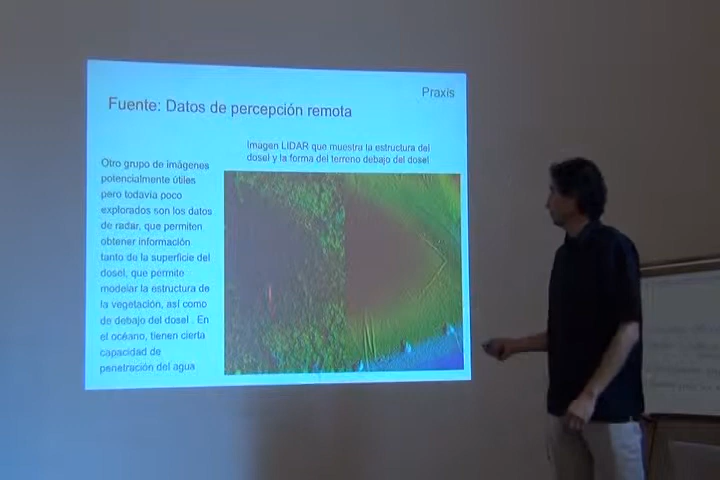 Praxis
Fuente: Datos de percepción remota
Imagen LIDAR que muestra la estructura del
dosel y la forma del terreno debajo del dosel
Otro grupo de imágenes
potencialmente útiles
pero todavía poco
explorados son los datos
de radar, que permiten
obtener información
tanto de la superficie del
dosel, que permite
modelar la estructura de
la vegetación, así como
de debajo del dosel . En
el océano, tienen cierta
capacidad de
penetración del agua